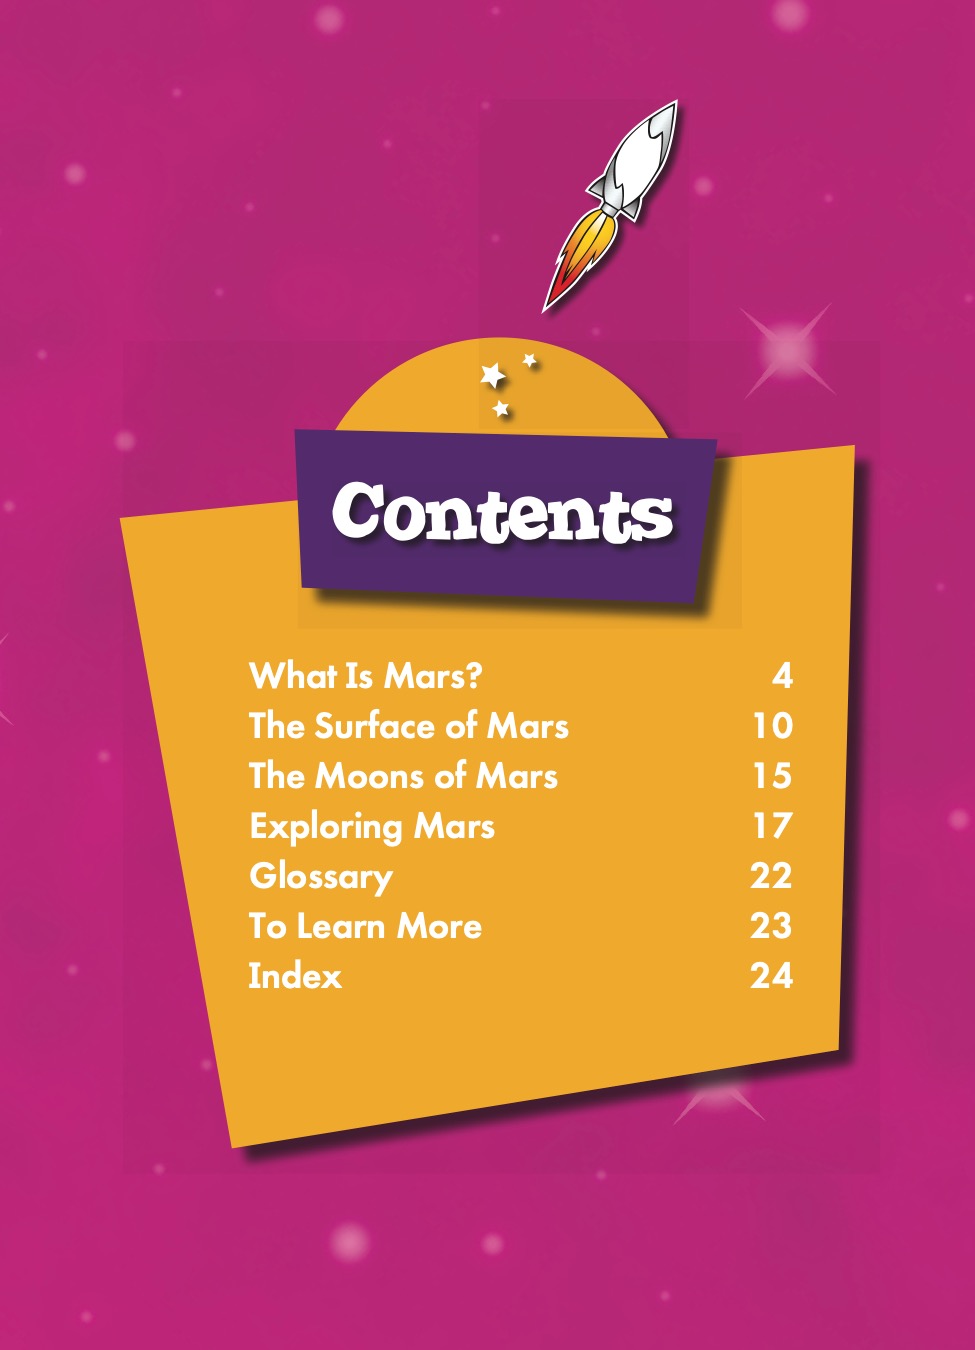 Contents
What Is Mars? 4
The Surface of Mars 10
The Moons of Mars 15
Exploring Mars 17
Glossary 22
To Learn More 23
Index 24